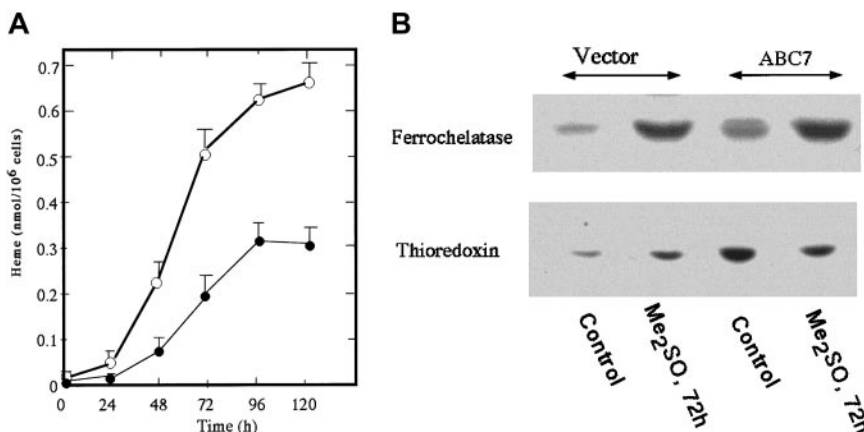 A
Heme (nmol/10⁶ cells)
0.7
0.6
0.5
0.4
0.3
0.2
0.1
0
0 24 48 72 96 120
Time (h)
B
Vector ABC7
Ferrochelatase
Thioredoxin
Control
Me₂SO, 72h
Control
Me₂SO, 72h